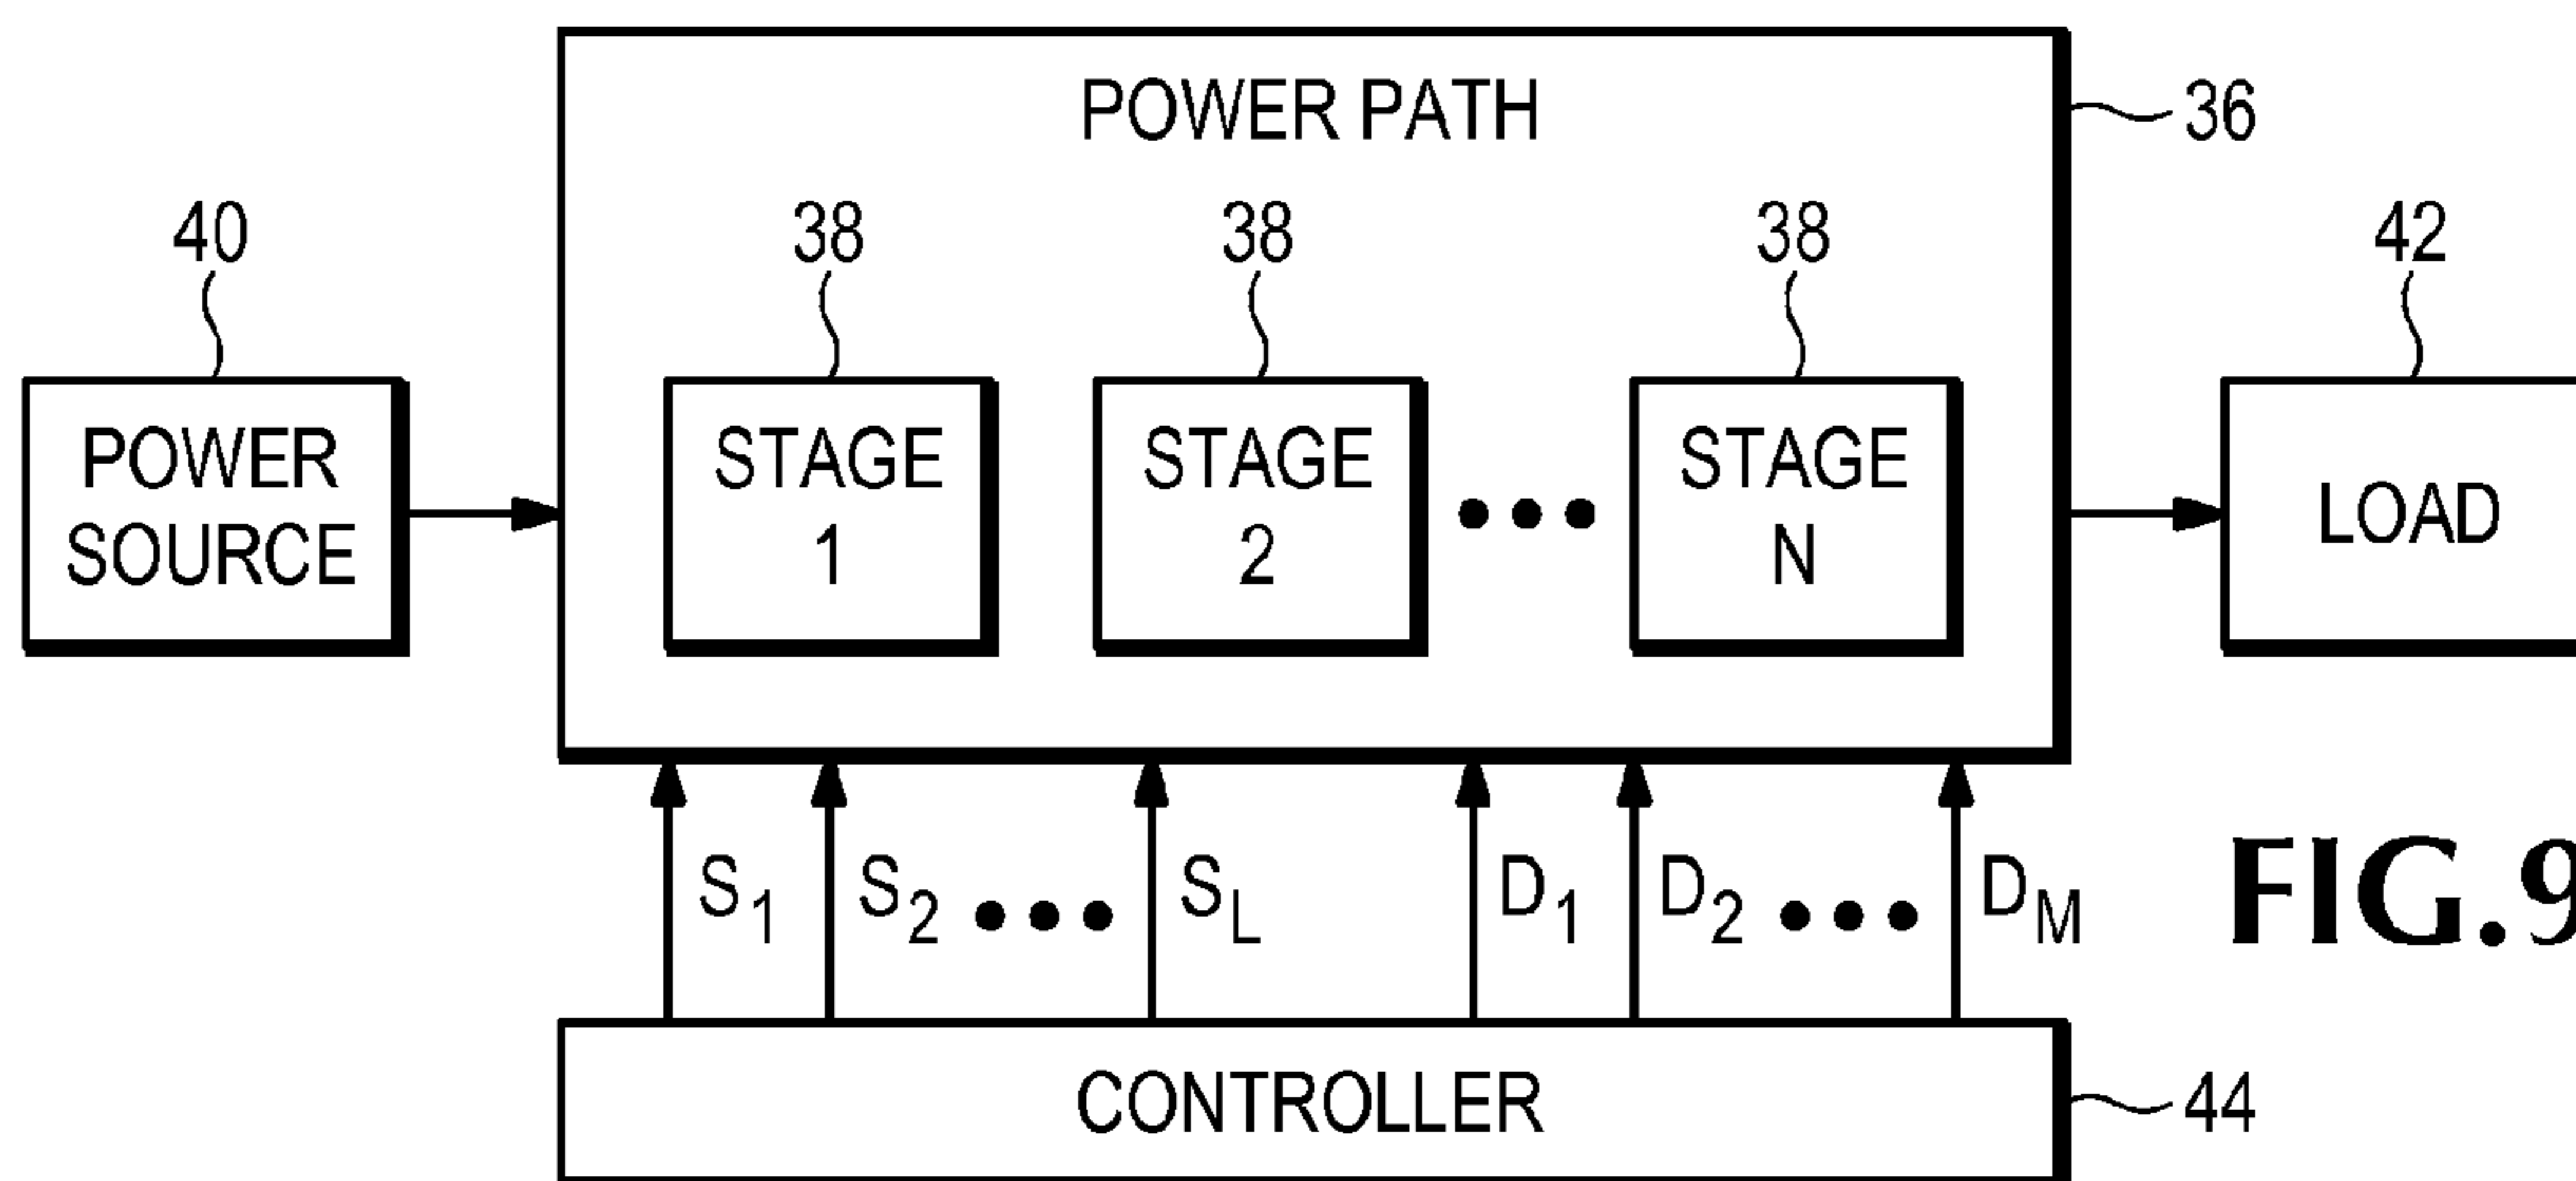 POWER PATH
36
40
38
38
38
42
POWER
SOURCE
STAGE
1
STAGE
2
•••
STAGE
N
LOAD
S1
S2
•••
SL
D1
D2
•••
DM
FIG.9
CONTROLLER
44